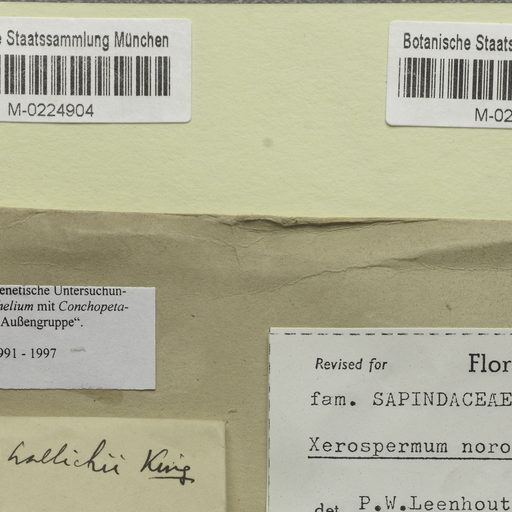 e Staatssammlung München
M-0224904
Botanische Staats
M-02
enetische Untersuchun-
helium mit Conchopeta-
Außengruppe“.
991 - 1997
Revised for Flor
fam. SAPINDACEAE
Xerospermum noro
det. P.W.Leenhout
wallichii King